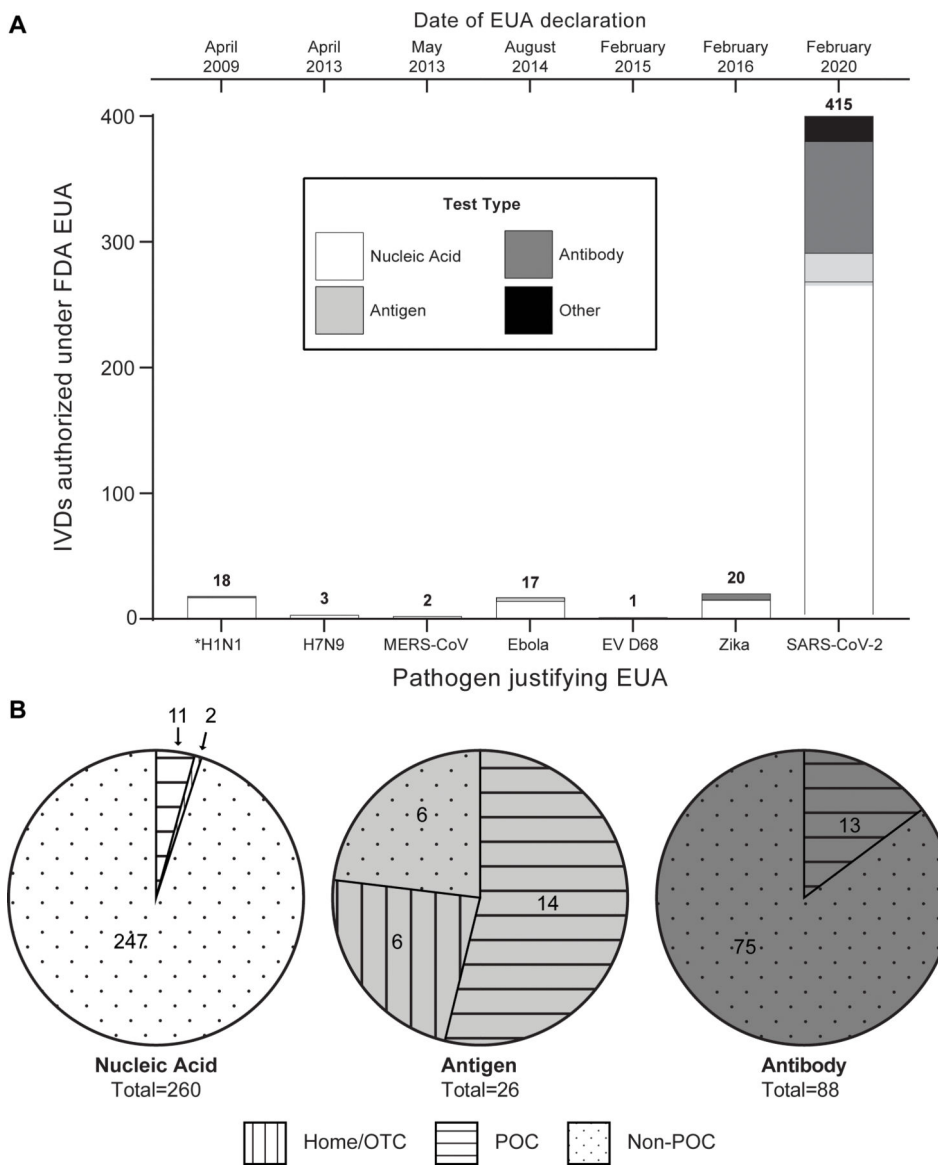 A
Date of EUA declaration
April 2009
April 2013
May 2013
August 2014
February 2015
February 2016
February 2020
IVDs authorized under FDA EUA
400
300
200
100
0
415
18
3
2
17
1
20
Test Type
Nucleic Acid
Antibody
Antigen
Other
*H1N1
H7N9
MERS-CoV
Ebola
EV D68
Zika
SARS-CoV-2
Pathogen justifying EUA
B
11
2
247
Nucleic Acid
Total=260
6
14
6
Antigen
Total=26
13
75
Antibody
Total=88
Home/OTC
POC
Non-POC